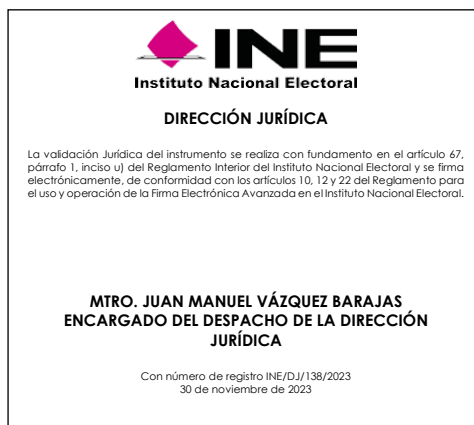 INE
Instituto Nacional Electoral
DIRECCIÓN JURÍDICA
La validación Jurídica del instrumento se realiza con fundamento en el artículo 67,
párrafo 1, inciso u) del Reglamento Interior del Instituto Nacional Electoral y se firma
electrónicamente, de conformidad con los artículos 10, 12 y 22 del Reglamento para
el uso y operación de la Firma Electrónica Avanzada en el Instituto Nacional Electoral.
MTRO. JUAN MANUEL VÁZQUEZ BARAJAS
ENCARGADO DEL DESPACHO DE LA DIRECCIÓN
JURÍDICA
Con número de registro INE/DJ/138/2023
30 de noviembre de 2023